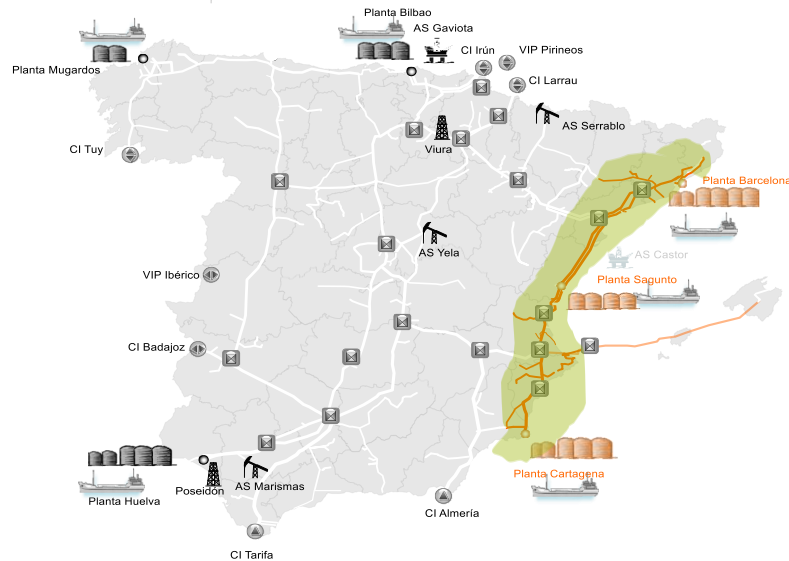 Planta Bilbao
AS Gaviota
CI Irún
VIP Pirineos
Planta Mugardos
CI Larrau
AS Serrablo
CI Tuy
Viura
Planta Barcelona
AS Yela
AS Castor
VIP Ibérico
Planta Sagunto
CI Badajoz
Planta Cartagena
Poseidón
AS Marismas
Planta Huelva
CI Almería
CI Tarifa